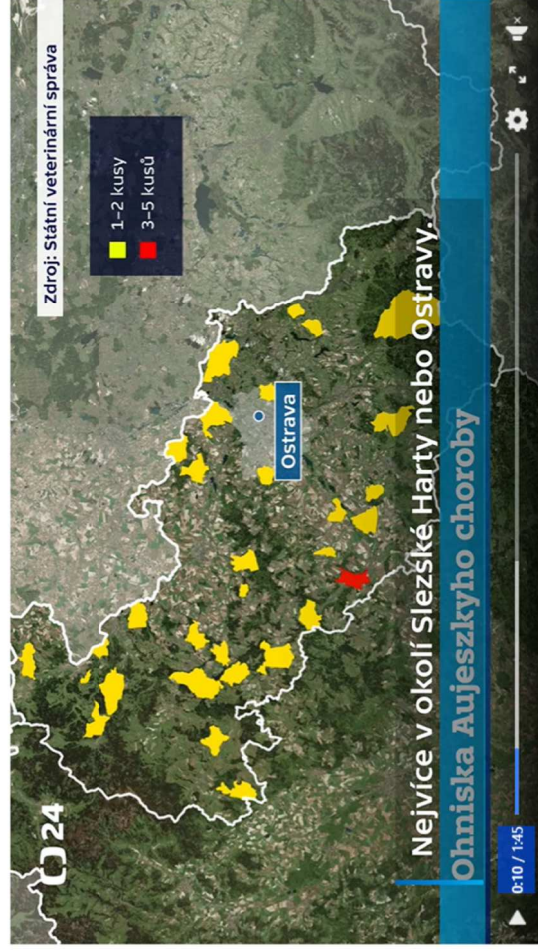 Zdroj: Státní veterinární správa
1–2 kusy
3–5 kusů
Ostrava
24
Nejvíce v okolí Slezské Harty nebo Ostravy.
Ohniska Aujeszkyho choroby
0:10 / 1:45